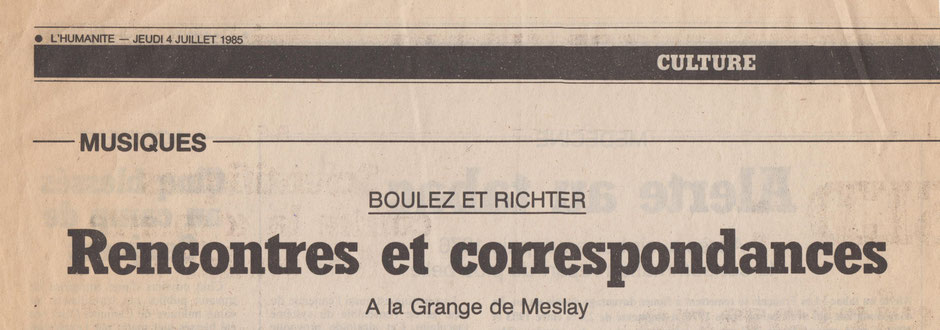 ● L'HUMANITE — JEUDI 4 JUILLET 1985
CULTURE
MUSIQUES
BOULEZ ET RICHTER
Rencontres et correspondances
A la Grange de Meslay